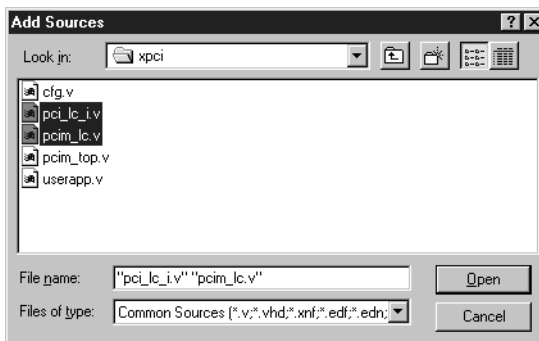 Add Sources
Look in: xpci
cfg.v
pci_lc_i.v
pcim_lc.v
pcim_top.v
userapp.v
File name: "pci_lc_i.v" "pcim_lc.v" Open
Files of type: Common Sources (*.v;*.vhd;*.xnf;*.edf;*.edn; Cancel